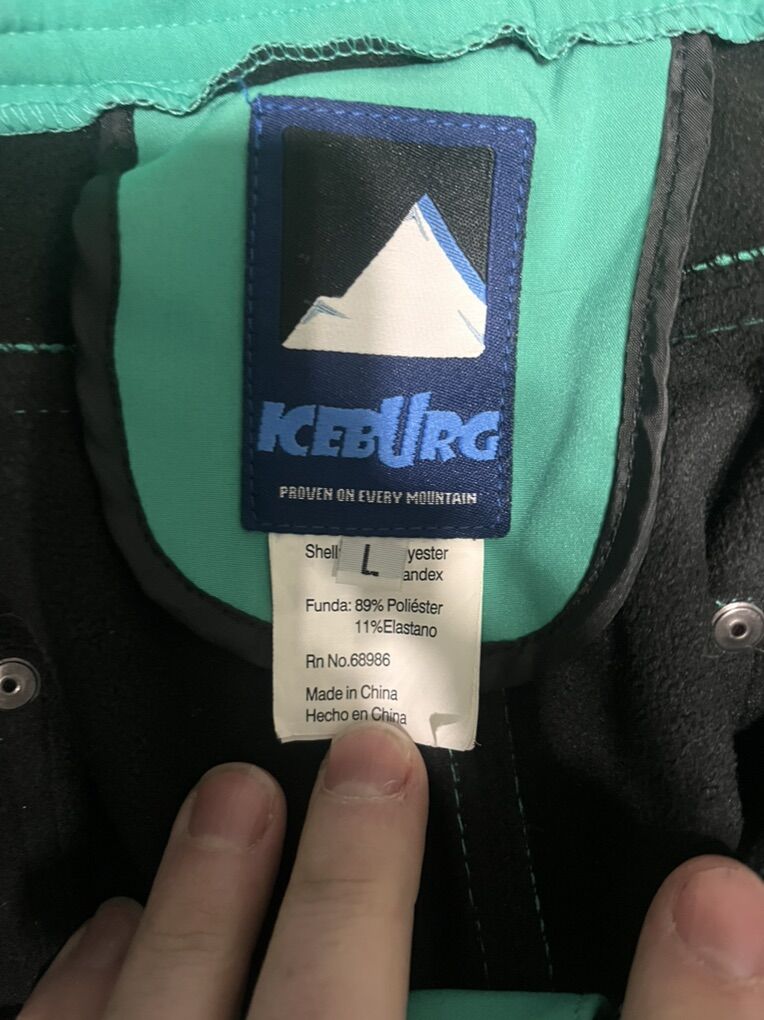 ICEBURG
PROVEN ON EVERY MOUNTAIN
L
Shell
Funda: 89% Poliéster
11%Elastano
Rn No.68986
Made in China
Hecho en China